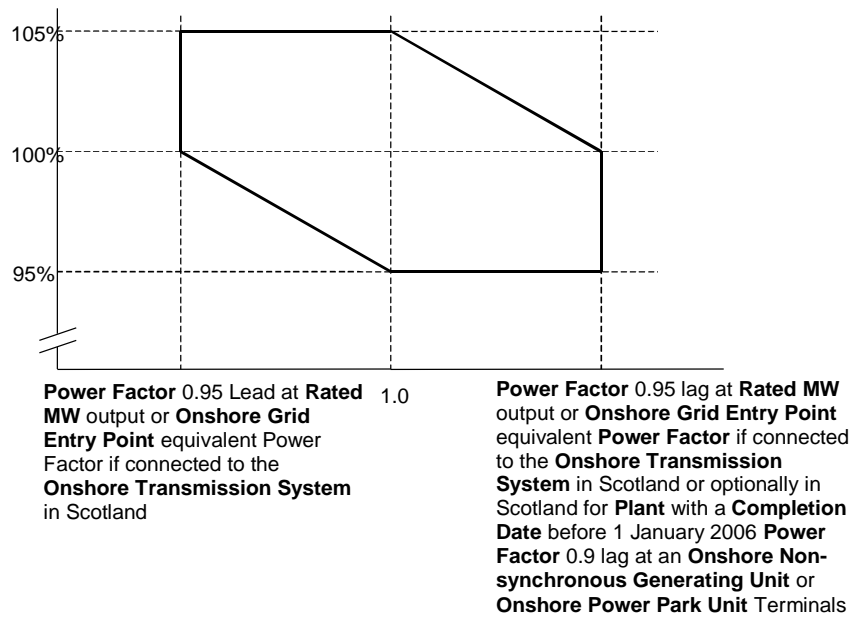 105%
100%
95%
Power Factor 0.95 Lead at Rated
MW output or Onshore Grid
Entry Point equivalent Power
Factor if connected to the
Onshore Transmission System
in Scotland
1.0
Power Factor 0.95 lag at Rated MW
output or Onshore Grid Entry Point
equivalent Power Factor if connected
to the Onshore Transmission
System in Scotland or optionally in
Scotland for Plant with a Completion
Date before 1 January 2006 Power
Factor 0.9 lag at an Onshore Non-
synchronous Generating Unit or
Onshore Power Park Unit Terminals